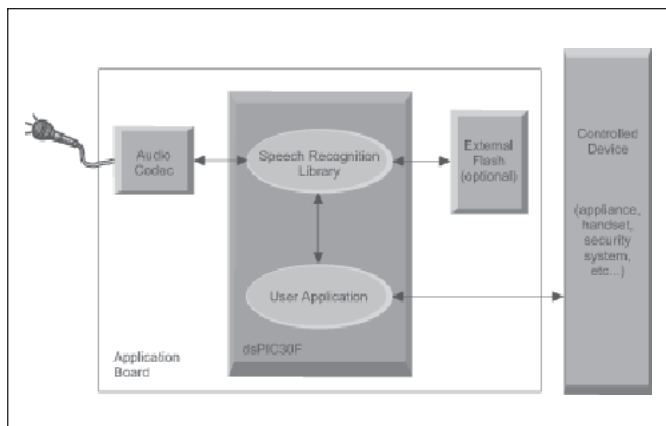 Audio
Codec
Speech Recognition
Library
External
Flash
(optional)
Controlled
Device
(appliance,
handset,
security
system,
etc...)
User Application
dsPIC30F
Application
Board